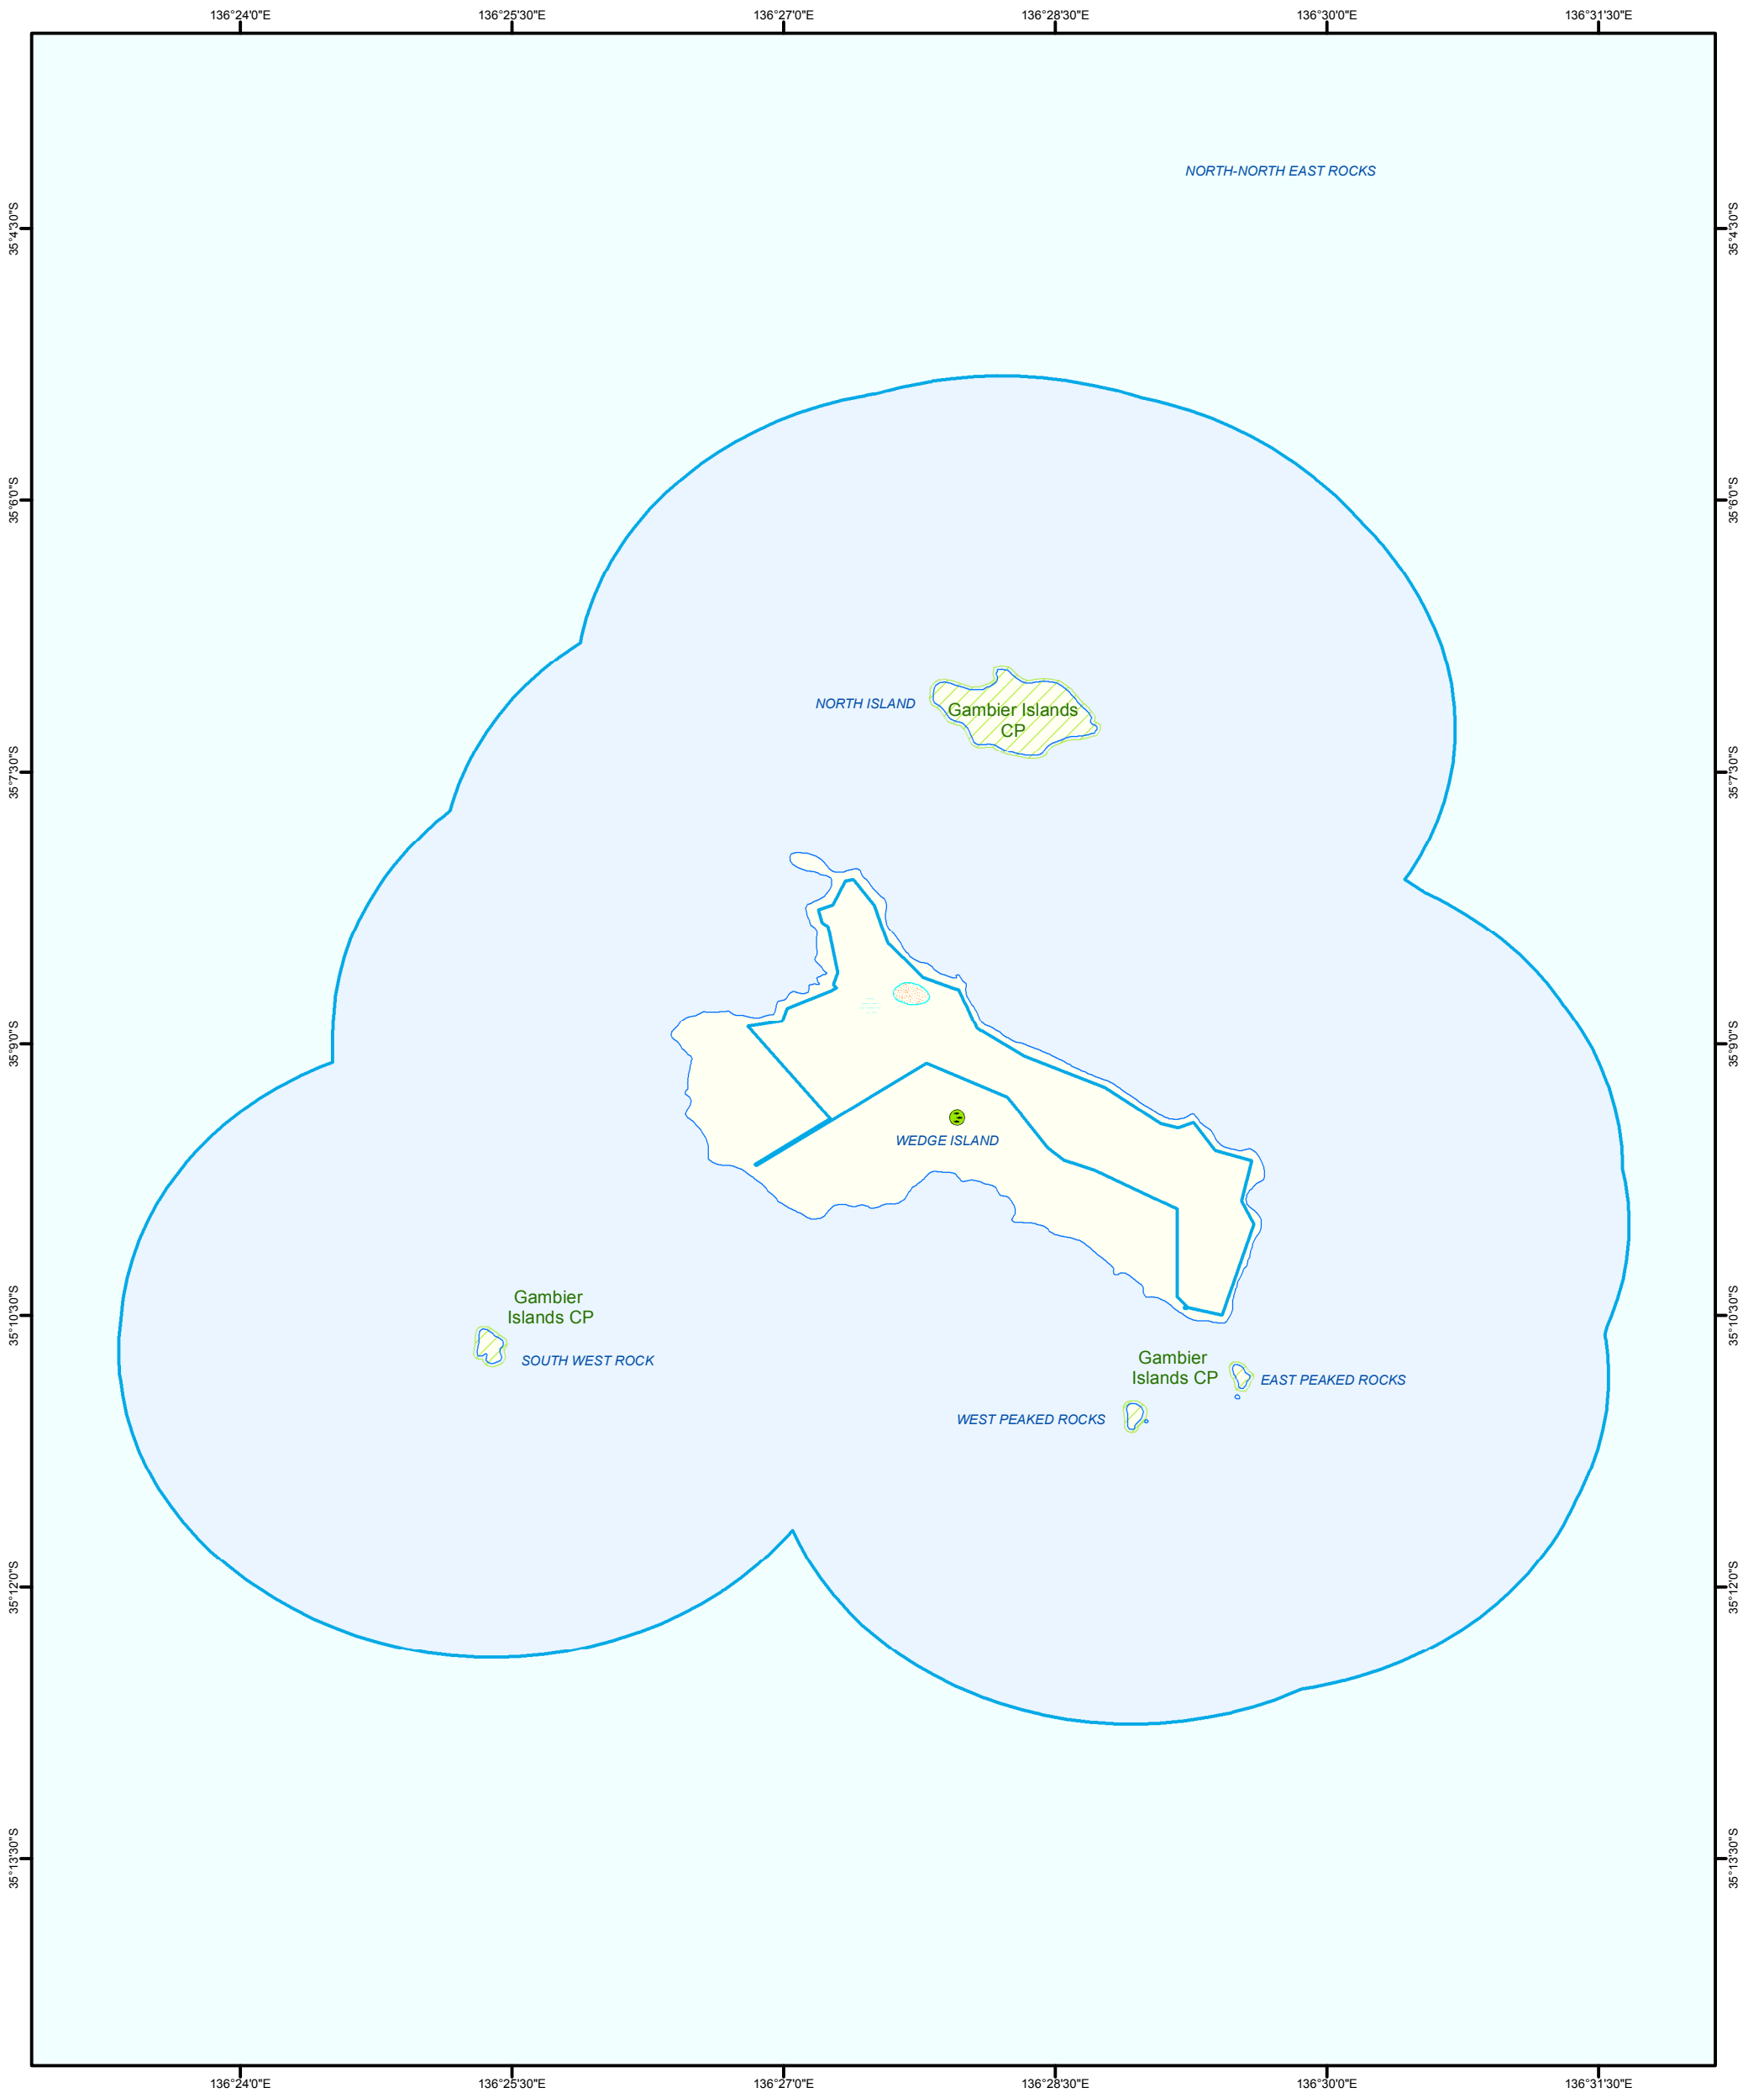 136°24'0"E
136°25'30"E
136°27'0"E
136°28'30"E
136°30'0"E
136°31'30"E
NORTH-NORTH EAST ROCKS
35°4'30"S
35°4'30"S
35°6'0"S
35°6'0"S
NORTH ISLAND
Gambier Islands
CP
35°7'30"S
35°7'30"S
35°9'0"S
35°9'0"S
WEDGE ISLAND
Gambier
Islands CP
35°10'30"S
35°10'30"S
SOUTH WEST ROCK
Gambier
Islands CP
EAST PEAKED ROCKS
WEST PEAKED ROCKS
35°12'0"S
35°12'0"S
35°13'30"S
35°13'30"S
136°24'0"E
136°25'30"E
136°27'0"E
136°28'30"E
136°30'0"E
136°31'30"E